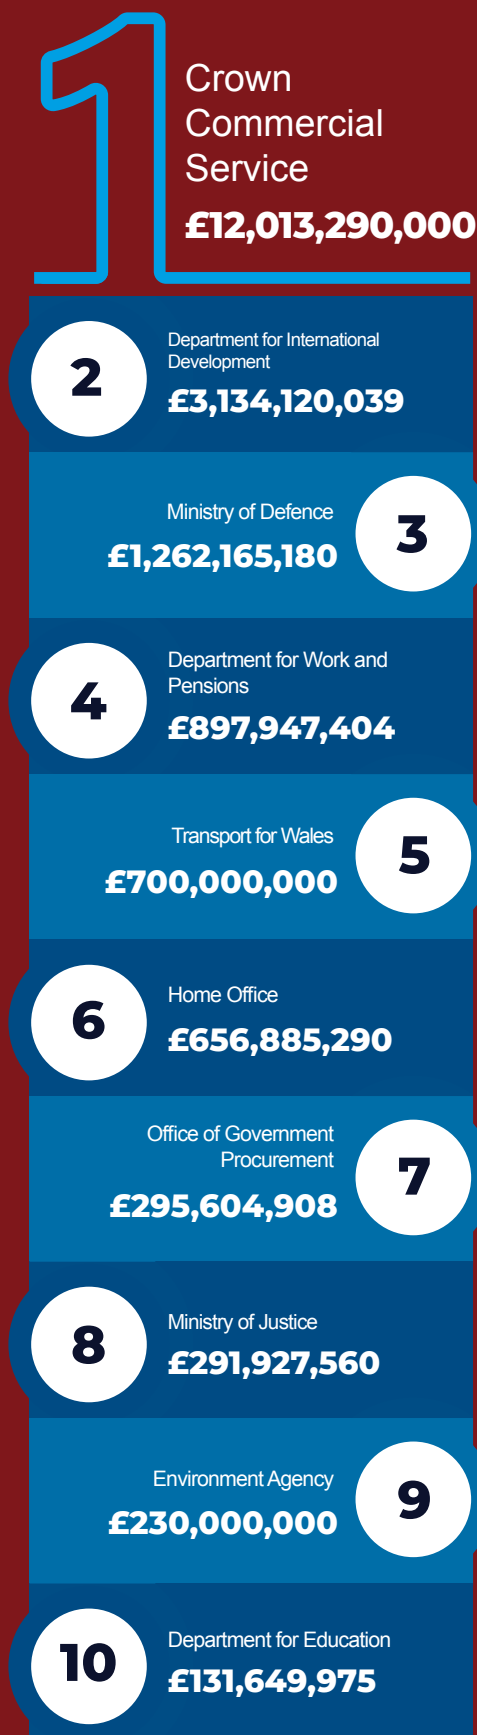 1
Crown
Commercial
Service
£12,013,290,000
2
Department for International
Development
£3,134,120,039
Ministry of Defence
£1,262,165,180
3
4
Department for Work and
Pensions
£897,947,404
Transport for Wales
£700,000,000
5
6
Home Office
£656,885,290
Office of Government
Procurement
£295,604,908
7
8
Ministry of Justice
£291,927,560
Environment Agency
£230,000,000
9
10
Department for Education
£131,649,975